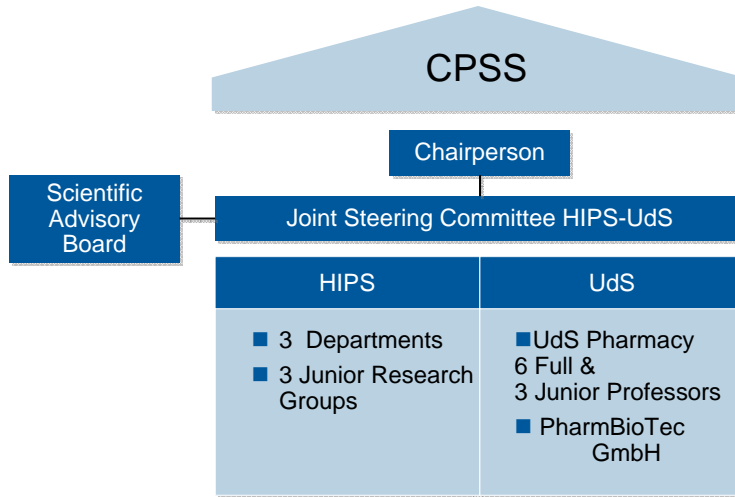 CPSS
Chairperson
Scientific
Advisory
Board
Joint Steering Committee HIPS-UdS
HIPS
UdS
3 Departments
3 Junior Research
Groups
UdS Pharmacy
6 Full &
3 Junior Professors
PharmBioTec
GmbH